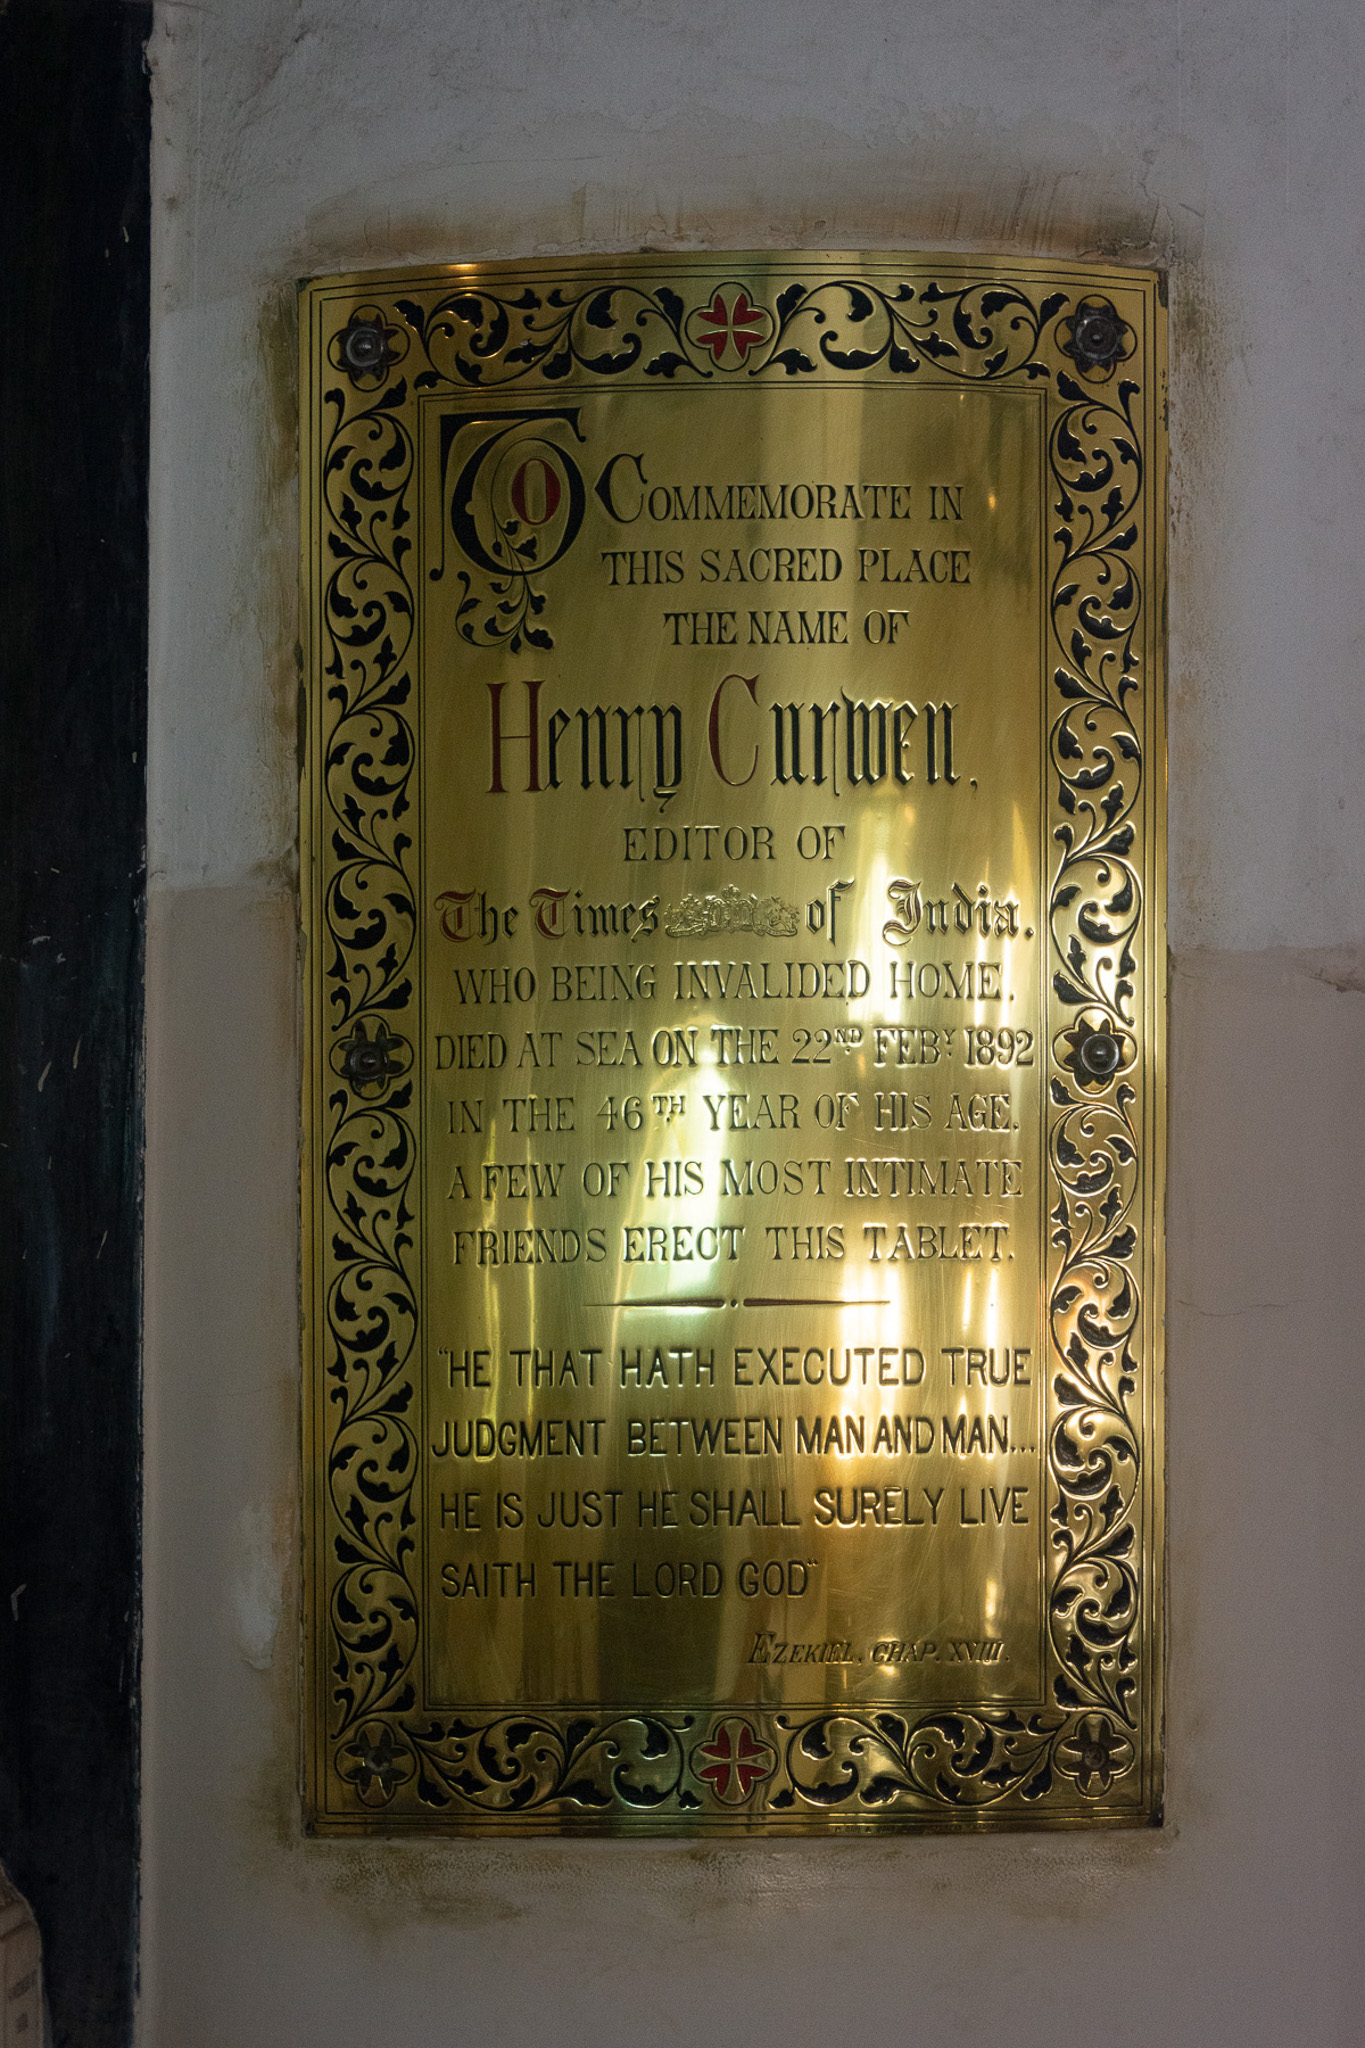 To COMMEMORATE IN
THIS SACRED PLACE
THE NAME OF
Henry Curwen,
EDITOR OF
The Times of India.
WHO BEING INVALIDED HOME,
DIED AT SEA ON THE 22ND FEBY 1892
IN THE 46TH YEAR OF HIS AGE.
A FEW OF HIS MOST INTIMATE
FRIENDS ERECT THIS TABLET.
"HE THAT HATH EXECUTED TRUE
JUDGMENT BETWEEN MAN AND MAN...
HE IS JUST HE SHALL SURELY LIVE
SAITH THE LORD GOD"
EZEKIEL, CHAP. XVIII.